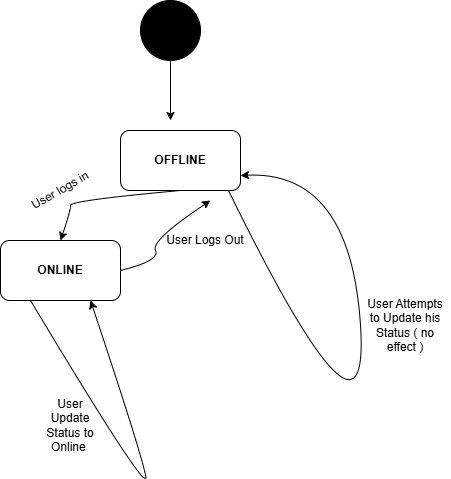 OFFLINE
User logs in
User Logs Out
ONLINE
User Attempts
to Update his
Status ( no
effect )
User
Update
Status to
Online